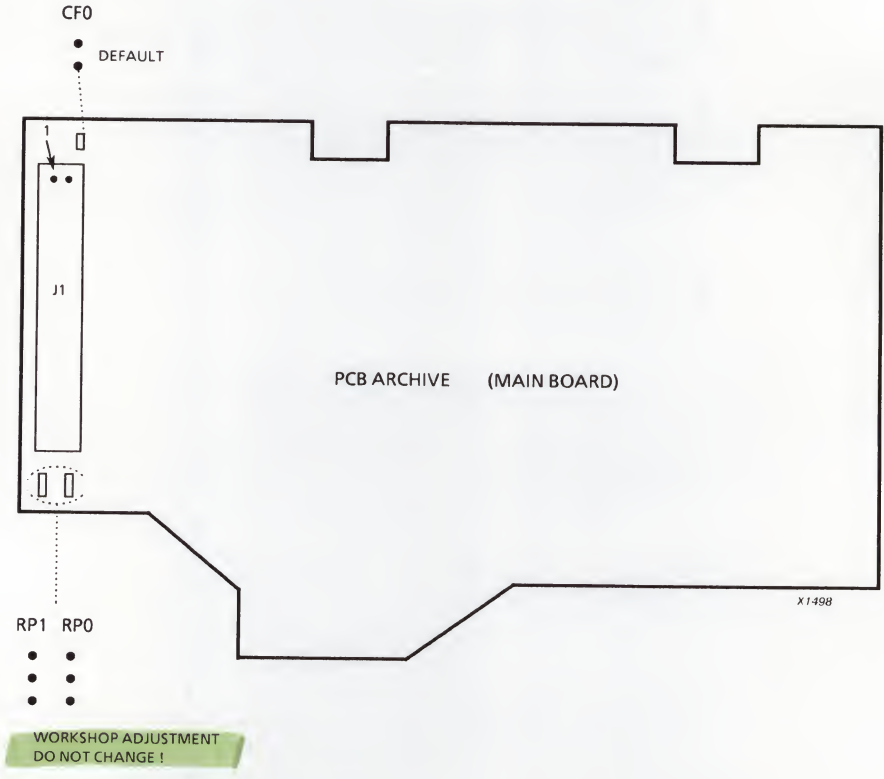 CF0
DEFAULT
1
J1
PCB ARCHIVE (MAIN BOARD)
X1498
RP1 RP0
WORKSHOP ADJUSTMENT
DO NOT CHANGE !